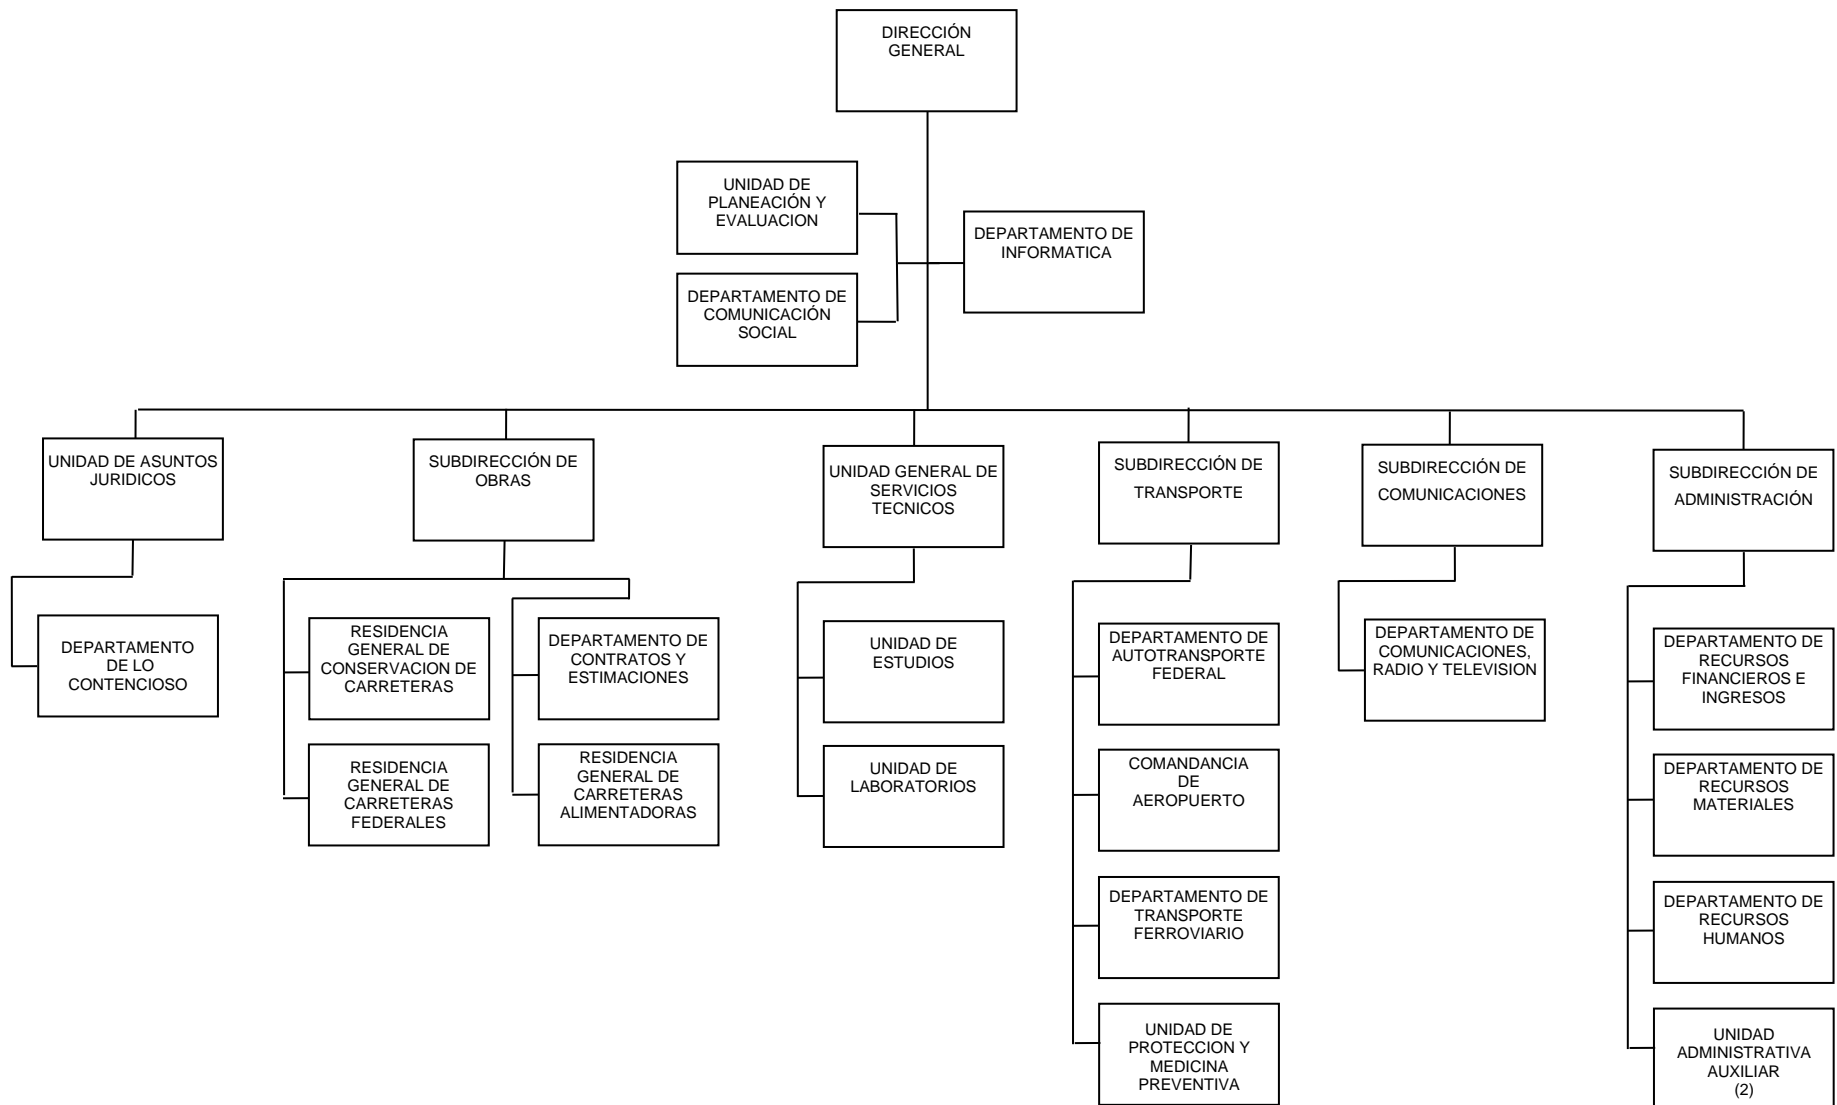 DIRECCIÓN
GENERAL
UNIDAD DE
PLANEACIÓN Y
EVALUACION
DEPARTAMENTO DE
INFORMATICA
DEPARTAMENTO DE
COMUNICACIÓN
SOCIAL
UNIDAD DE ASUNTOS
JURIDICOS
SUBDIRECCIÓN DE
OBRAS
UNIDAD GENERAL DE
SERVICIOS
TECNICOS
SUBDIRECCIÓN DE
TRANSPORTE
SUBDIRECCIÓN DE
COMUNICACIONES
SUBDIRECCIÓN DE
ADMINISTRACIÓN
DEPARTAMENTO
DE LO
CONTENCIOSO
RESIDENCIA
GENERAL DE
CONSERVACION DE
CARRETERAS
DEPARTAMENTO DE
CONTRATOS Y
ESTIMACIONES
RESIDENCIA
GENERAL DE
CARRETERAS
FEDERALES
RESIDENCIA
GENERAL DE
CARRETERAS
ALIMENTADORAS
UNIDAD DE
ESTUDIOS
UNIDAD DE
LABORATORIOS
DEPARTAMENTO DE
AUTOTRANSPORTE
FEDERAL
COMANDANCIA
DE
AEROPUERTO
DEPARTAMENTO DE
TRANSPORTE
FERROVIARIO
UNIDAD DE
PROTECCION Y
MEDICINA
PREVENTIVA
DEPARTAMENTO DE
COMUNICACIONES,
RADIO Y TELEVISION
DEPARTAMENTO DE
RECURSOS
FINANCIEROS E
INGRESOS
DEPARTAMENTO DE
RECURSOS
MATERIALES
DEPARTAMENTO DE
RECURSOS
HUMANOS
UNIDAD
ADMINISTRATIVA
AUXILIAR
(2)